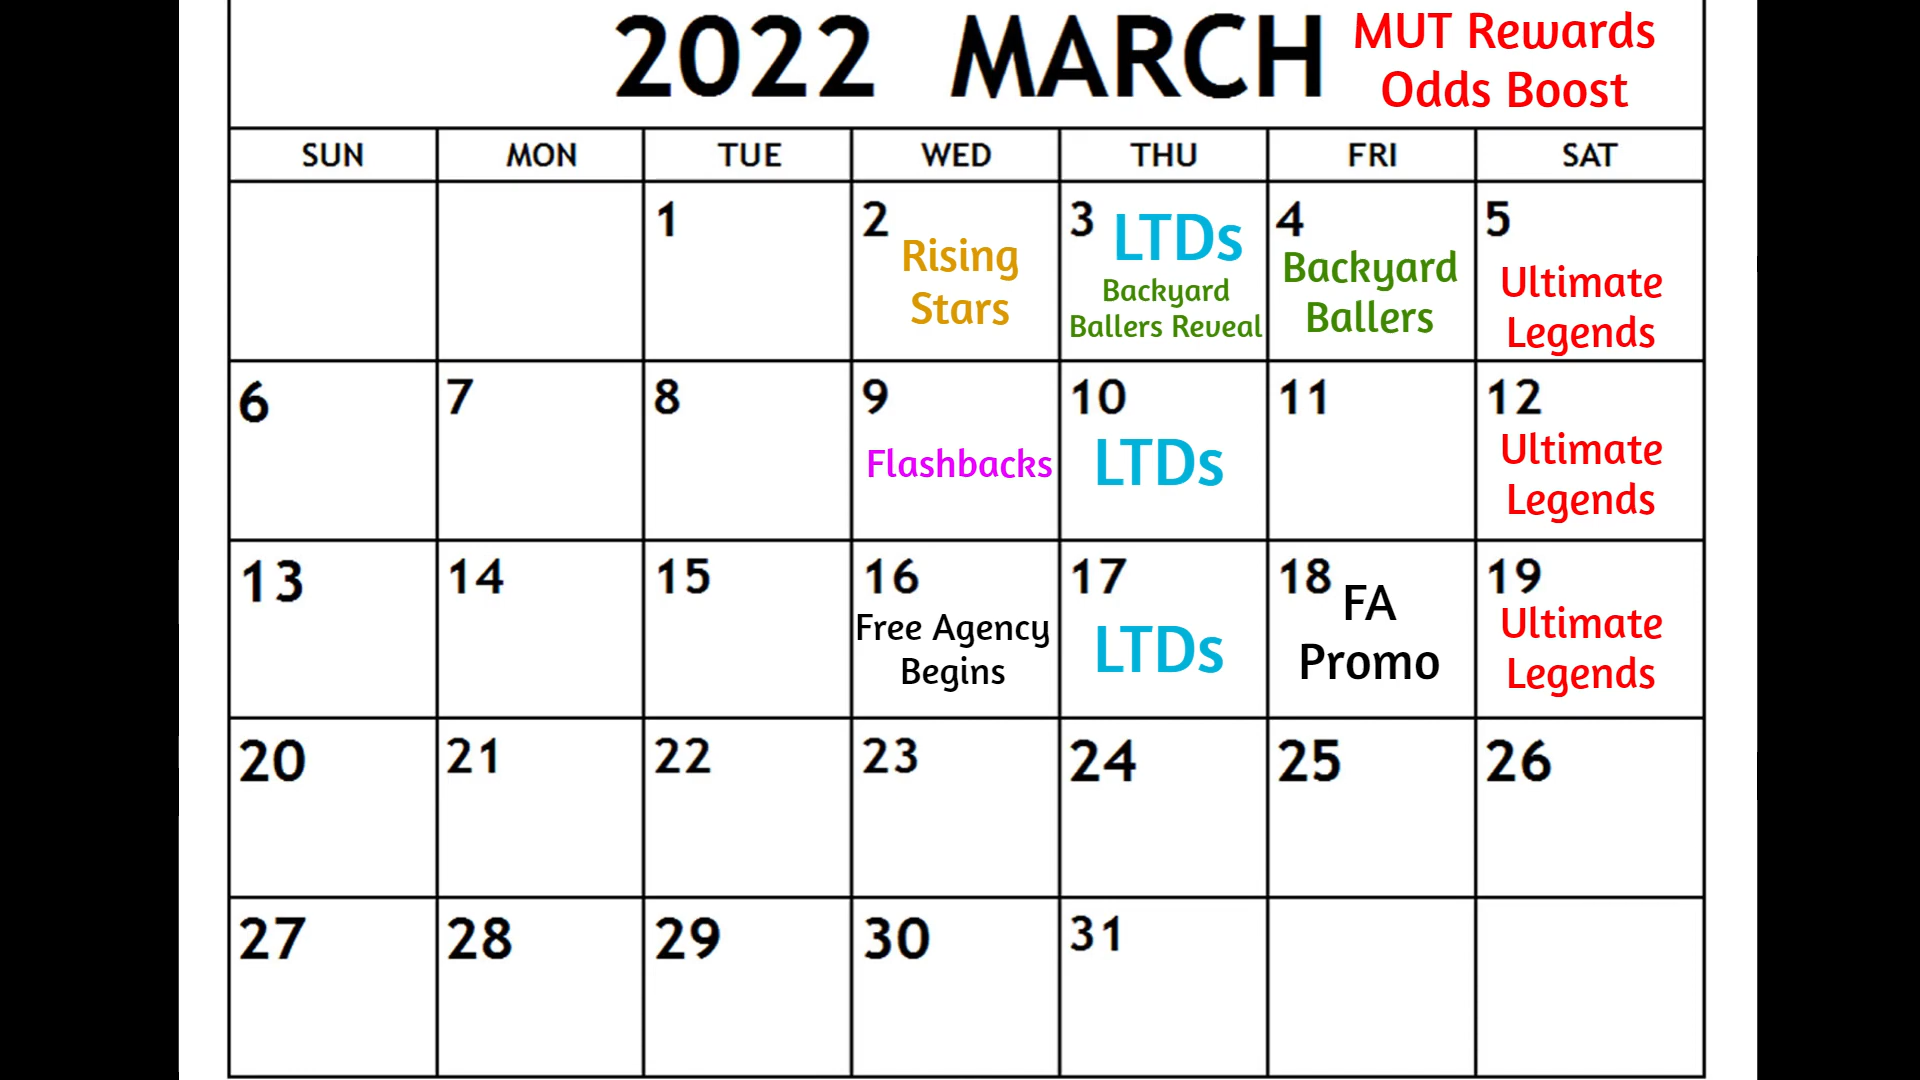 2022 MARCH
MUT Rewards
Odds Boost
SUN MON TUE WED THU FRI SAT
1 2 3 4 5
Rising
Stars
LTDs
Backyard
Ballers Reveal
Backyard
Ballers
Ultimate
Legends
6 7 8 9 10 11 12
Flashbacks
LTDs
Ultimate
Legends
13 14 15 16 17 18 19
Free Agency
Begins
LTDs
FA
Promo
Ultimate
Legends
20 21 22 23 24 25 26
27 28 29 30 31